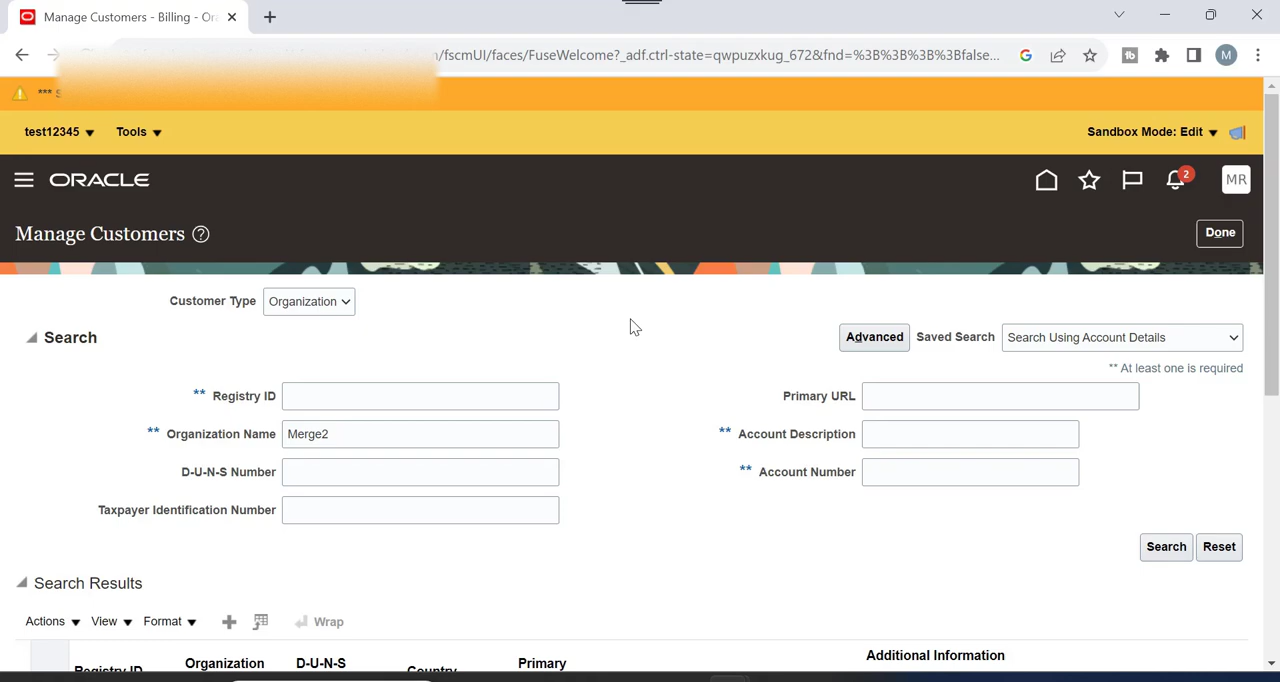 Manage Customers - Billing - Ora
/fscmUI/faces/FuseWelcome?_adf.ctrl-state=qwpuzxkug_672&fnd=%3B%3B%3B%3Bfalse...
M
***
test12345 Tools Sandbox Mode: Edit
ORACLE 2 MR
Manage Customers ? Done
Customer Type Organization
Search Advanced Saved Search Search Using Account Details
** At least one is required
** Registry ID Primary URL
** Organization Name Merge2 ** Account Description
D-U-N-S Number ** Account Number
Taxpayer Identification Number
Search Reset
Search Results
Actions View Format Wrap
Additional Information
Registry ID Organization D-U-N-S Country Primary